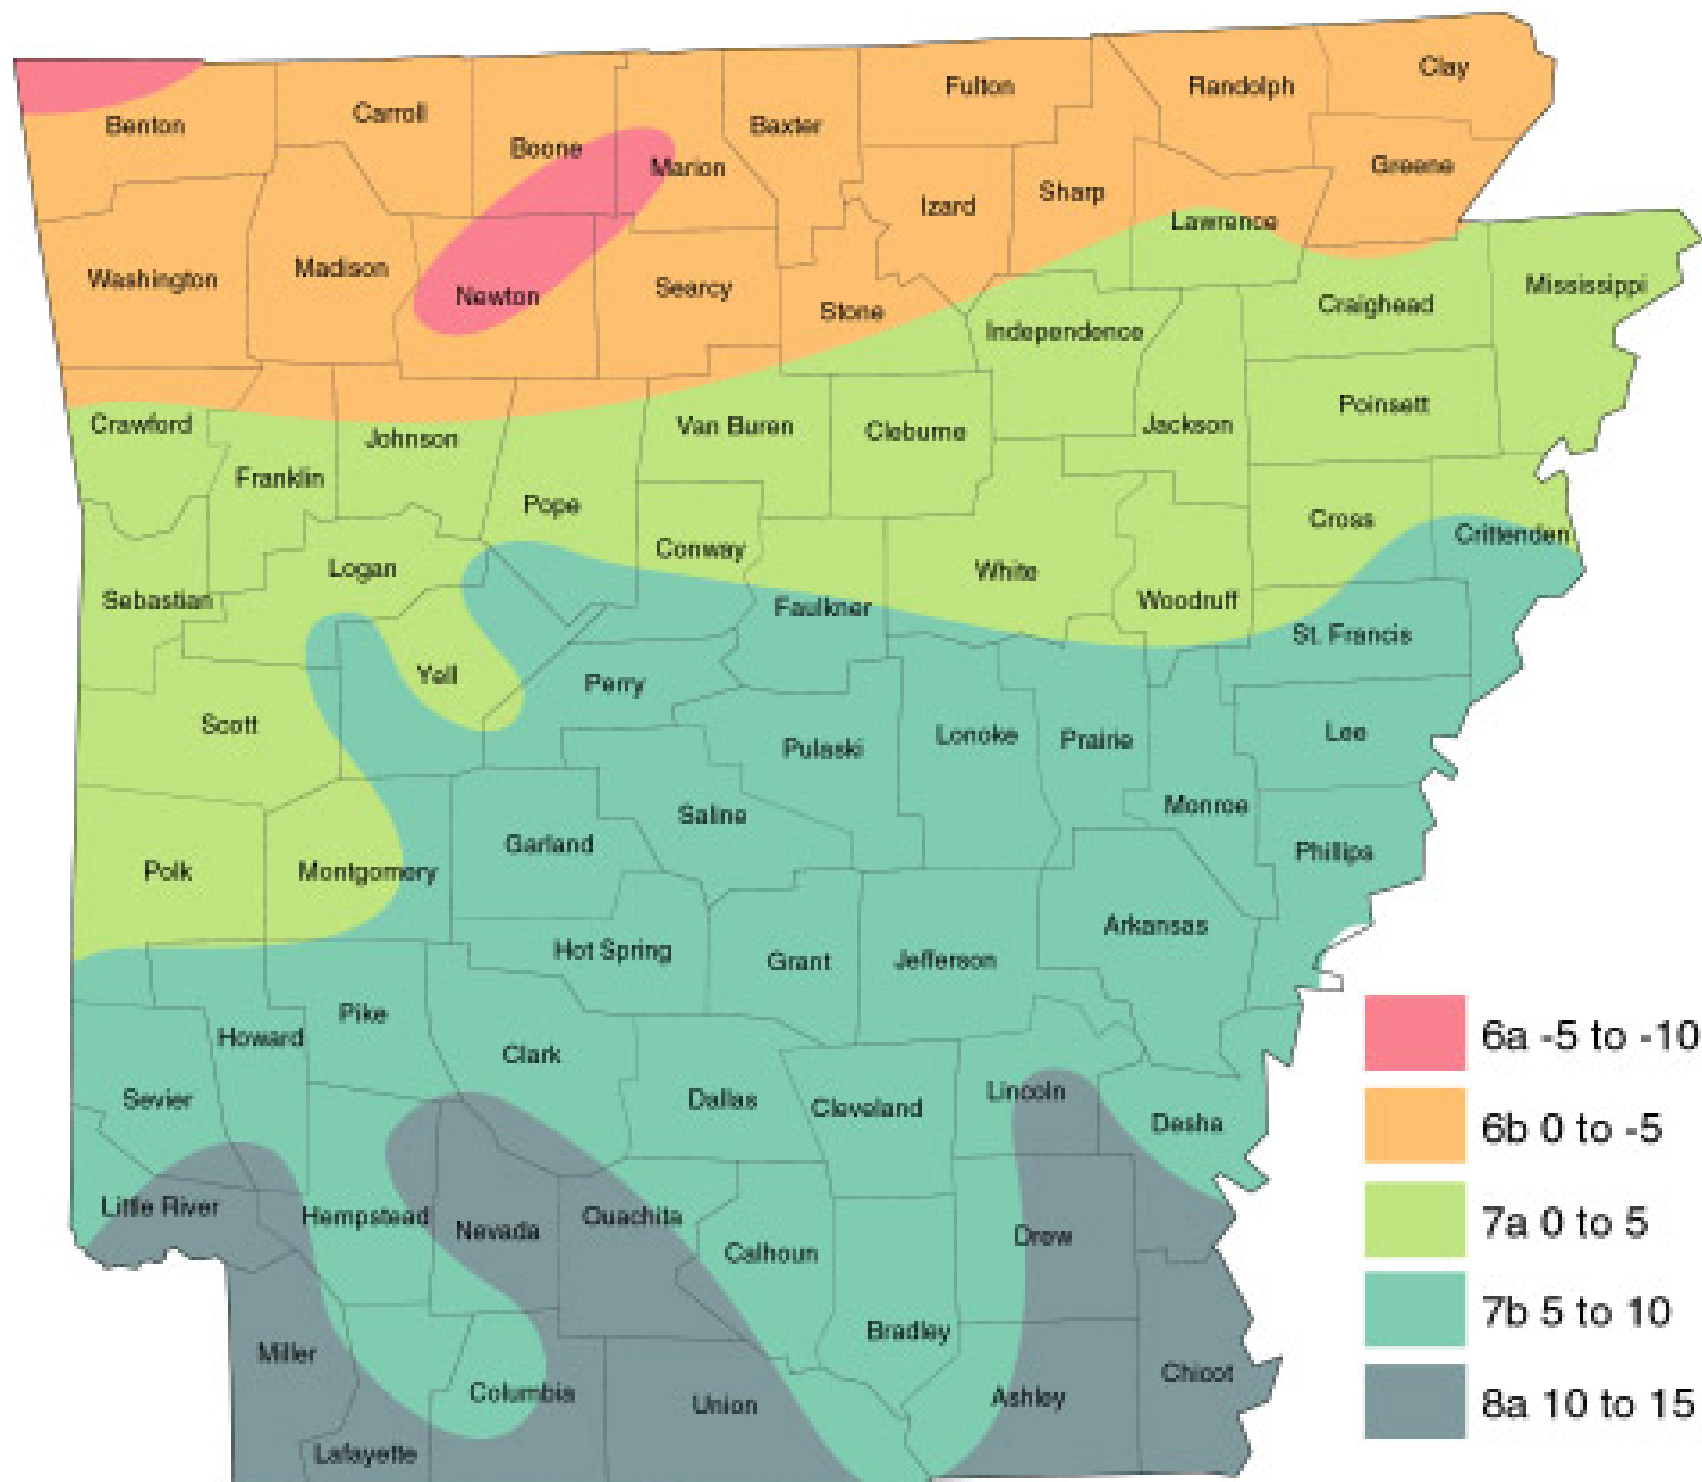 Clay
Fulton
Randolph
Carroll
Benton
Baxter
Boone
Marion
Greene
Sharp
Izard
Lawrence
Madison
Washington
Mississippi
Searcy
Newton
Craighead
Stone
Independence
Poinsett
Crawford
Van Buren
Jackson
Cleburne
Johnson
Franklin
Pope
Cross
Crittenden
Conway
Logan
White
Sebastian
Woodruff
Faulkner
St. Francis
Yell
Perry
Scott
Lee
Lonoke
Prairie
Pulaski
Monroe
Saline
Garland
Phillips
Polk
Montgomery
Arkansas
Hot Spring
Grant
Jefferson
Pike
6a -5 to -10
Howard
Clark
Lincoln
Sevier
Dallas
Cleveland
Desha
6b 0 to -5
Little River
Hempstead
Ouachita
Nevada
Drew
7a 0 to 5
Calhoun
7b 5 to 10
Bradley
Miller
Chicot
Columbia
Ashley
Union
8a 10 to 15
Lafayette